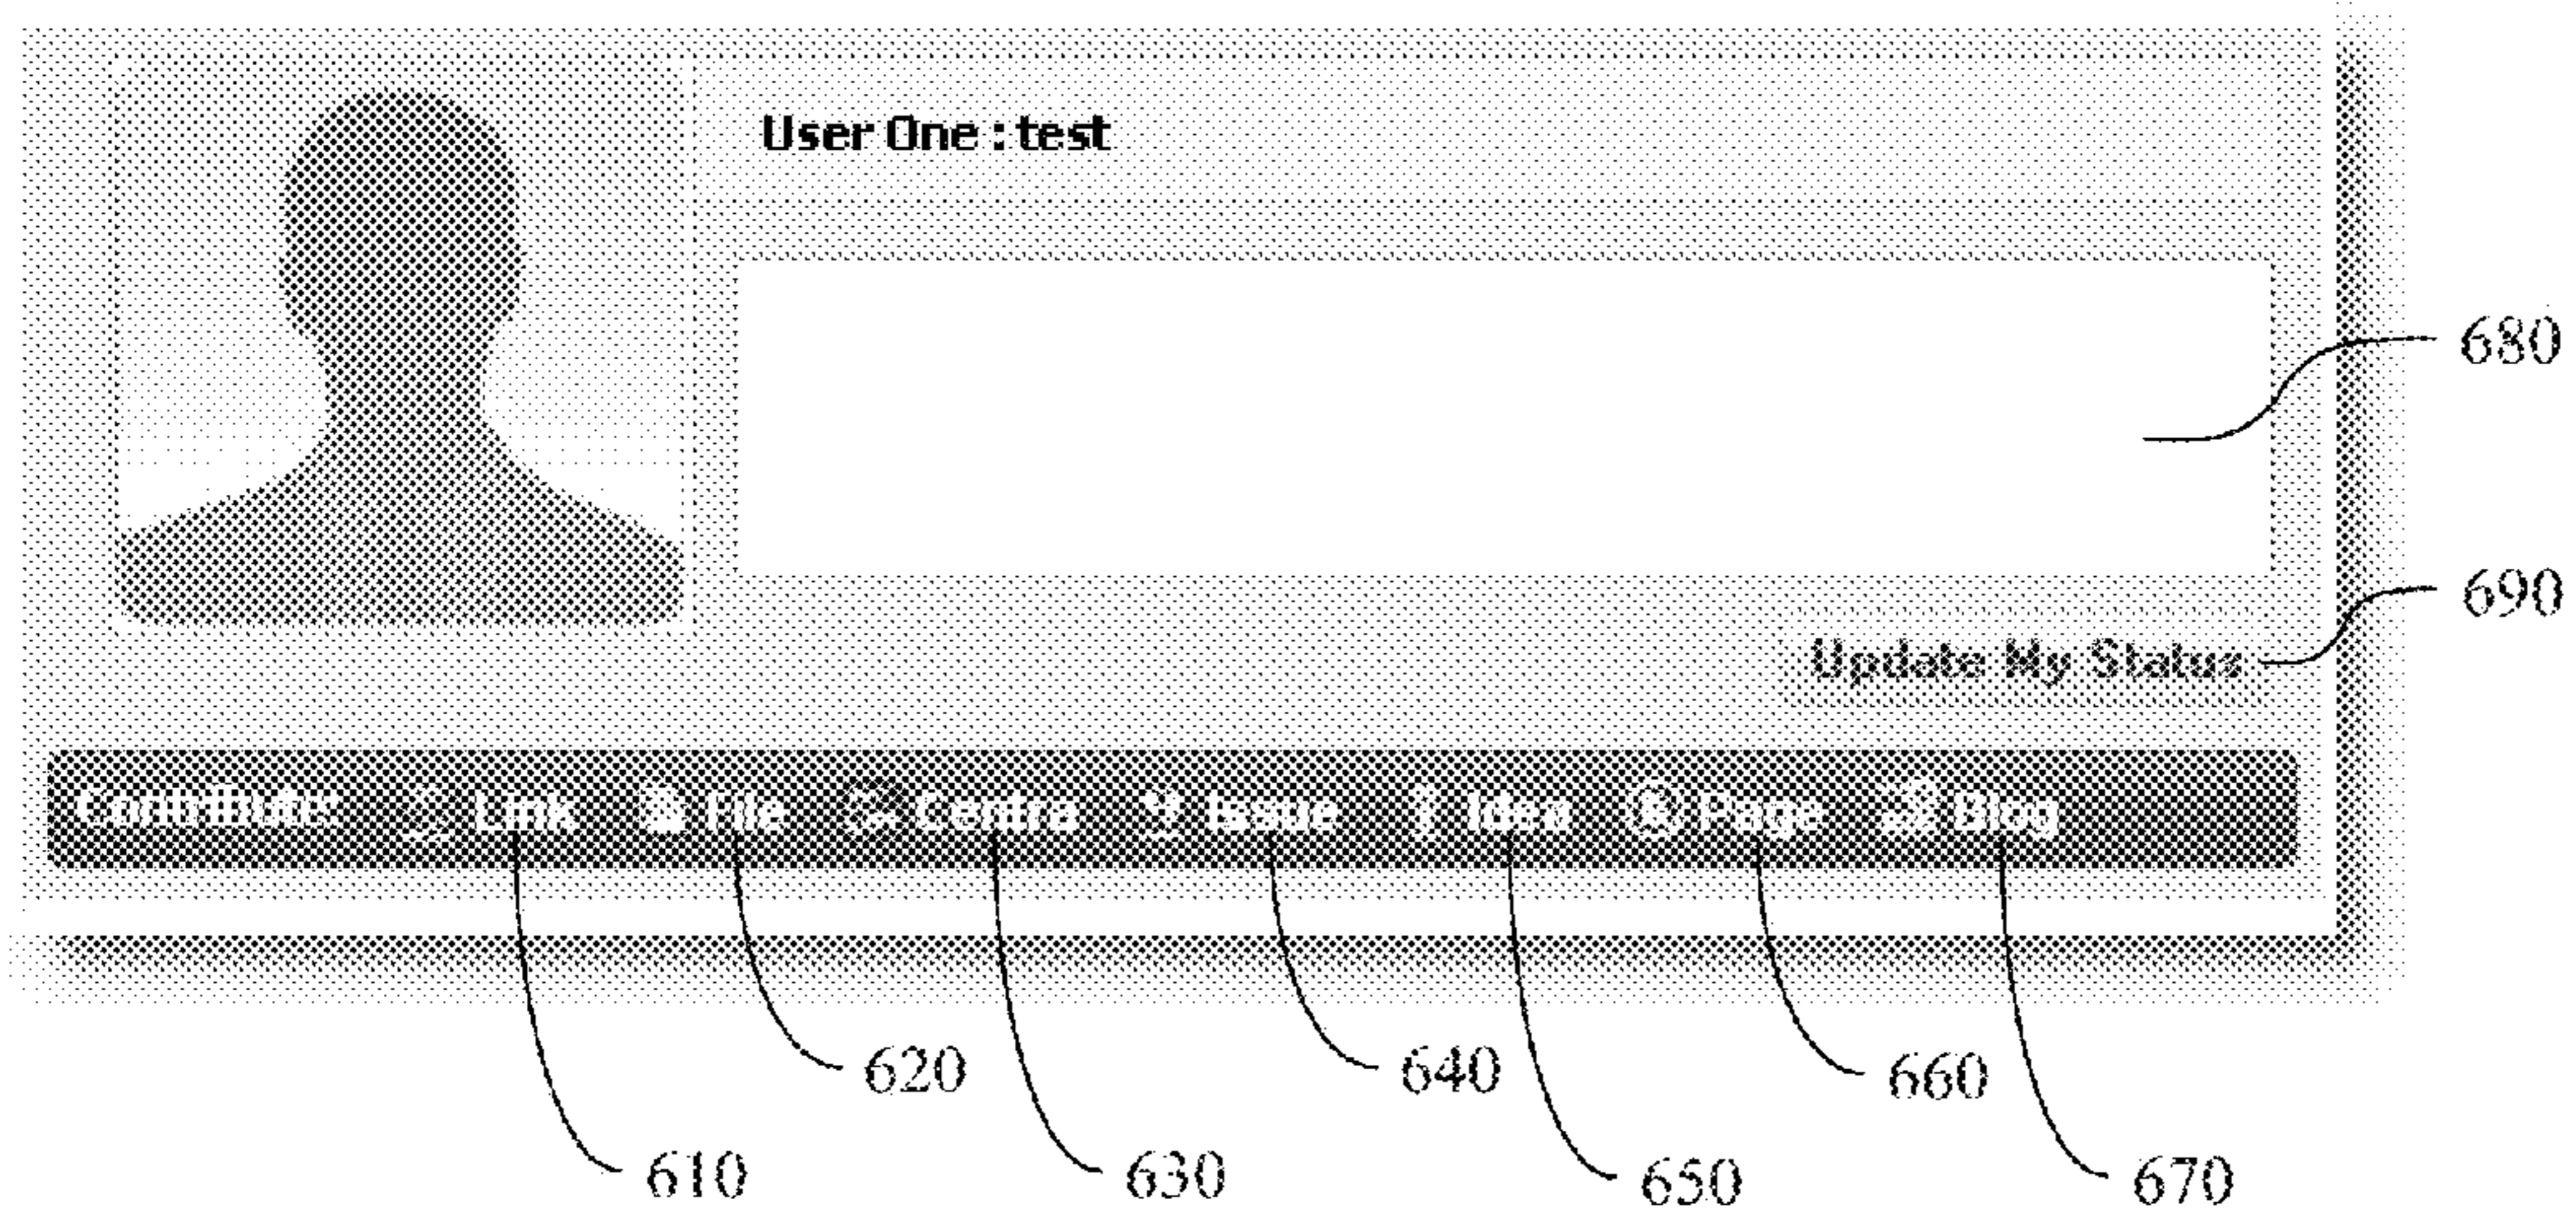 User One : test
680
690
Update My Status
Contribute: Link File Centra Issue Idea Page Blog
620 640 660
610 630 650 670